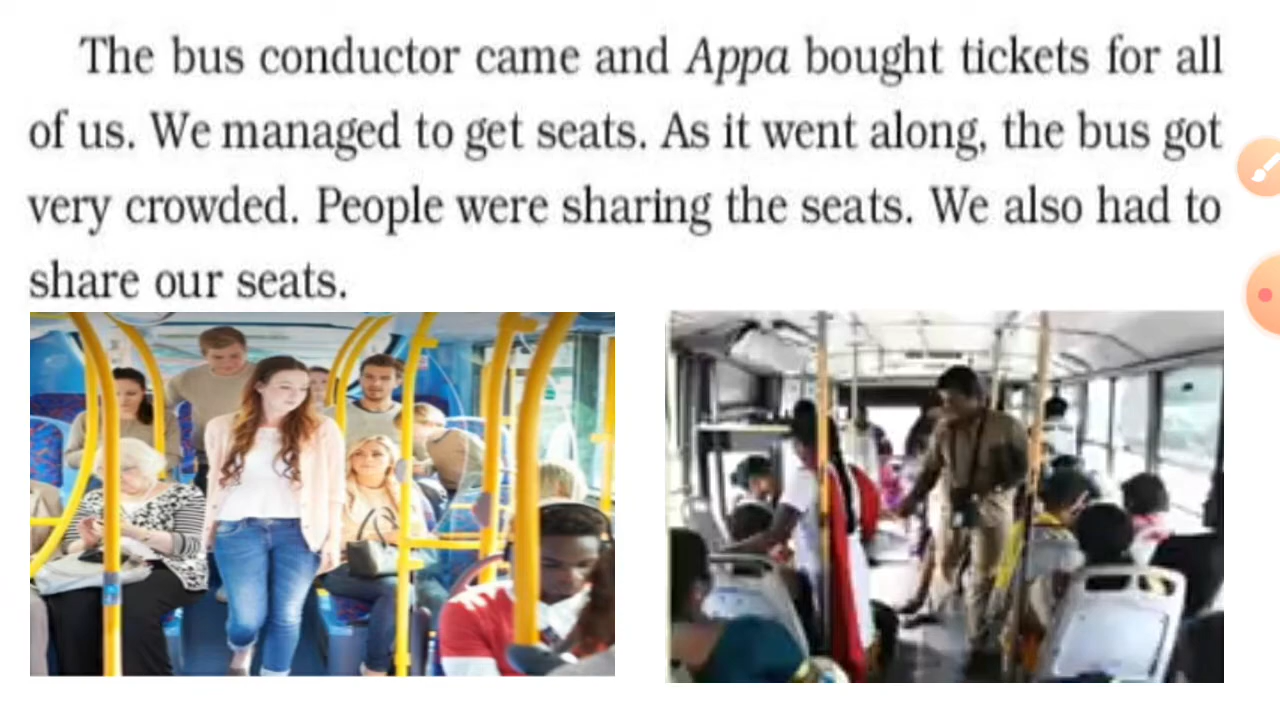 The bus conductor came and Appa bought tickets for all
of us. We managed to get seats. As it went along, the bus got
very crowded. People were sharing the seats. We also had to
share our seats.